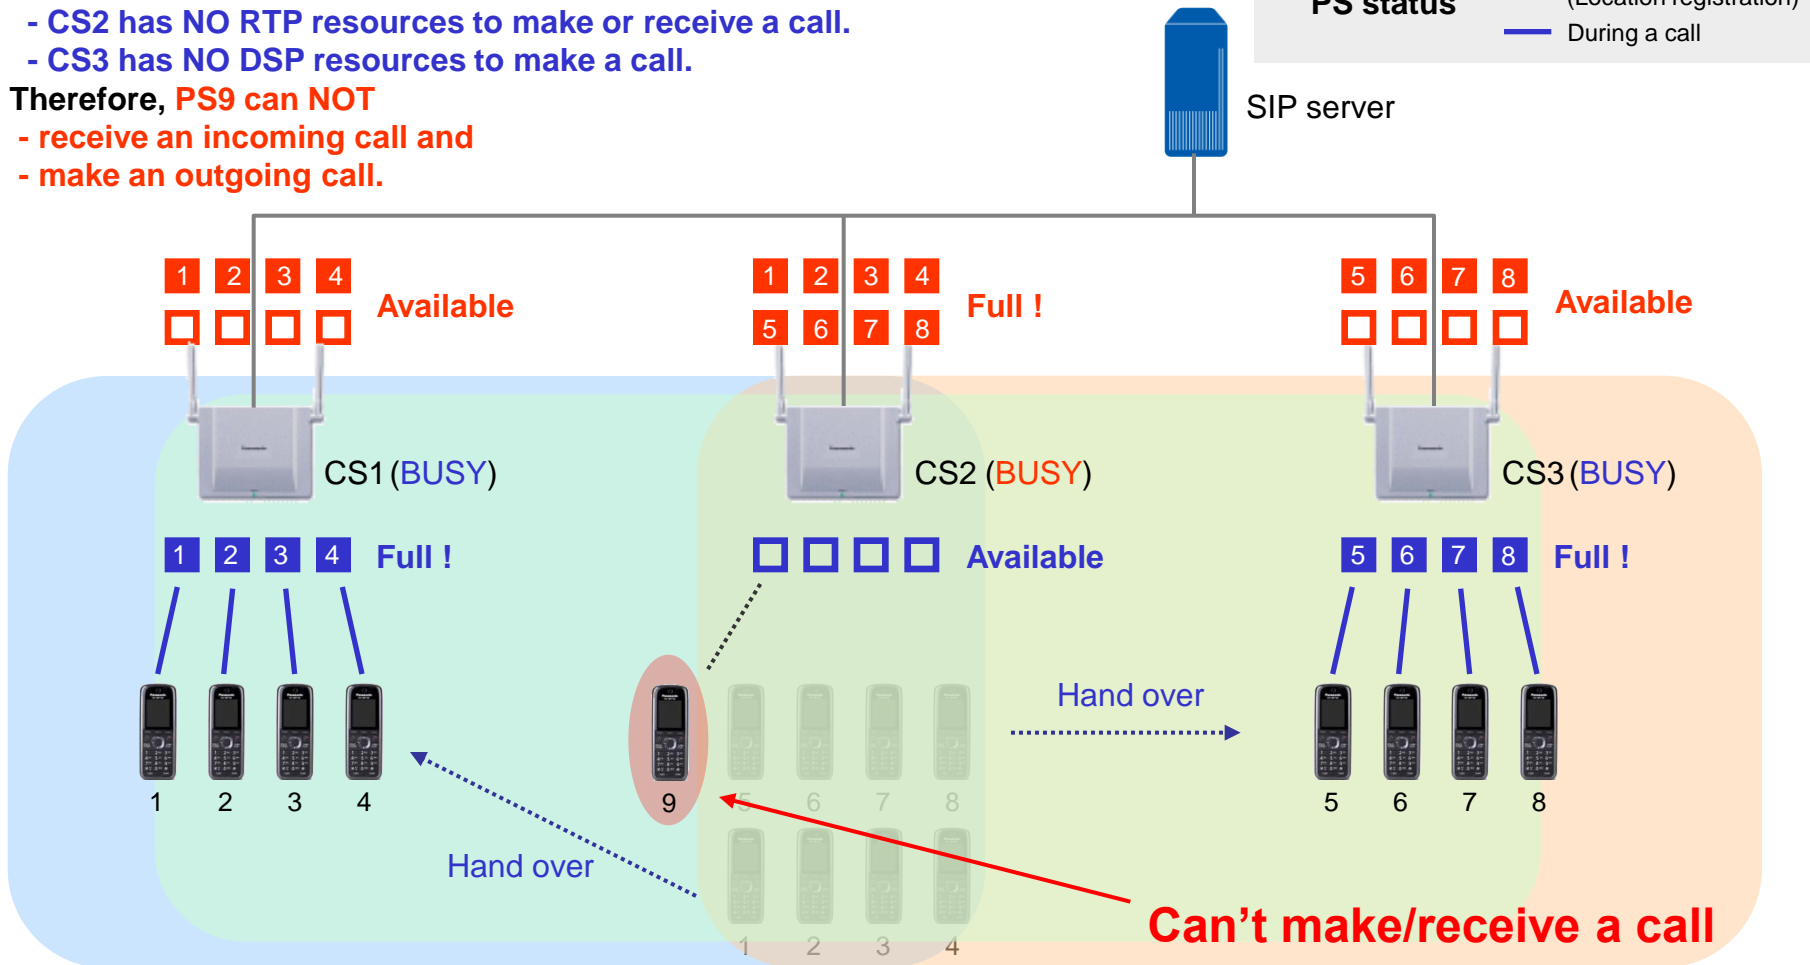 - CS2 has NO RTP resources to make or receive a call.
- CS3 has NO DSP resources to make a call.
Therefore, PS9 can NOT
- receive an incoming call and
- make an outgoing call.
PS status
(Location registration)
During a call
SIP server
1 2 3 4
Available
1 2 3 4
5 6 7 8
Full !
5 6 7 8
Available
CS1 (BUSY)
CS2 (BUSY)
CS3 (BUSY)
1 2 3 4 Full !
Available
5 6 7 8 Full !
Hand over
1 2 3 4
9
5 6 7 8
5 6 7 8
Hand over
1 2 3 4
Can't make/receive a call